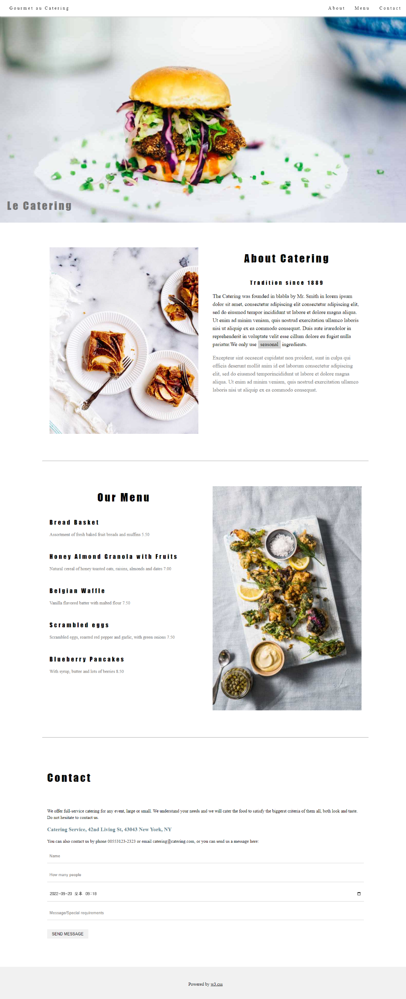 Gourmet au Catering
About Menu Contact
Le Catering
About Catering
Tradition since 1889
The Catering was founded in blabla by Mr. Smith in lorem ipsum
dolor sit amet, consectetur adipiscing elit consectetur adipiscing elit,
sed do eiusmod tempor incididunt ut labore et dolore magna aliqua.
Ut enim ad minim veniam, quis nostrud exercitation ullamco laboris
nisi ut aliquip ex ea commodo consequat. Duis aute iruredolor in
reprehenderit in voluptate velit esse cillum dolore eu fugiat nulla
pariatur.We only use seasonal ingredients.
Excepteur sint occaecat cupidatat non proident, sunt in culpa qui
officia deserunt mollit anim id est laborum consectetur adipiscing
elit, sed do eiusmod temporincididunt ut labore et dolore magna
aliqua. Ut enim ad minim veniam, quis nostrud exercitation ullamco
laboris nisi ut aliquip ex ea commodo consequat.
Our Menu
Bread Basket
Assortment of fresh baked fruit breads and muffins 5.50
Honey Almond Granola with Fruits
Natural cereal of honey toasted oats, raisins, almonds and dates 7.00
Belgian Waffle
Vanilla flavored batter with malted flour 7.50
Scrambled eggs
Scrambled eggs, roasted red pepper and garlic, with green onions 7.50
Blueberry Pancakes
With syrup, butter and lots of berries 8.50
Contact
We offer full-service catering for any event, large or small. We understand your needs and we will cater the food to satisfy the biggerst criteria of them all, both look and taste.
Do not hesitate to contact us.
Catering Service, 42nd Living St, 43043 New York, NY
You can also contact us by phone 00553123-2323 or email catering@catering.com, or you can send us a message here:
Name
How many people
2022-09-20 오후 09:18
Message/Special requirements
SEND MESSAGE
Powered by w3.css